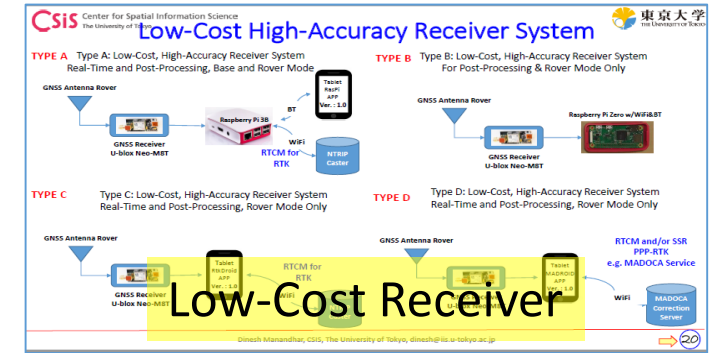 CSiS Center for Spatial Information Science
The University of Tokyo
東京大学
THE UNIVERSITY OF TOKYO
Low-Cost High-Accuracy Receiver System
TYPE A Type A: Low-Cost, High-Accuracy Receiver System
Real-Time and Post-Processing, Base and Rover Mode
GNSS Antenna Rover
GNSS Receiver
U-blox Neo-M8T
Raspberry Pi 3B
BT
Tablet
RasPi
APP
Ver. : 1.0
WiFi
RTCM for
RTK
NTRIP
Caster
TYPE B Type B: Low-Cost, High-Accuracy Receiver System
For Post-Processing & Rover Mode Only
GNSS Antenna Rover
GNSS Receiver
U-blox Neo-M8T
Raspberry Pi Zero w/WiFi&BT
TYPE C Type C: Low-Cost, High-Accuracy Receiver System
Real-Time and Post-Processing, Rover Mode Only
GNSS Antenna Rover
GNSS Receiver
U-blox Neo-M8T
Tablet
RtkDroid
APP
Ver. : 1.0
RTCM for
RTK
WiFi
TYPE D Type D: Low-Cost, High-Accuracy Receiver System
Real-Time and Post-Processing, Rover Mode Only
GNSS Antenna Rover
U-blox Neo-M8T
Tablet
MADROID
APP
Ver. : 1.0
RTCM and/or SSR
PPP-RTK
e.g. MADOCA Service
WiFi
MADOCA
Correction
Server
Low-Cost Receiver
Dinesh Manandhar, CSIS, The University of Tokyo, dinesh@iis.u-tokyo.ac.jp
20